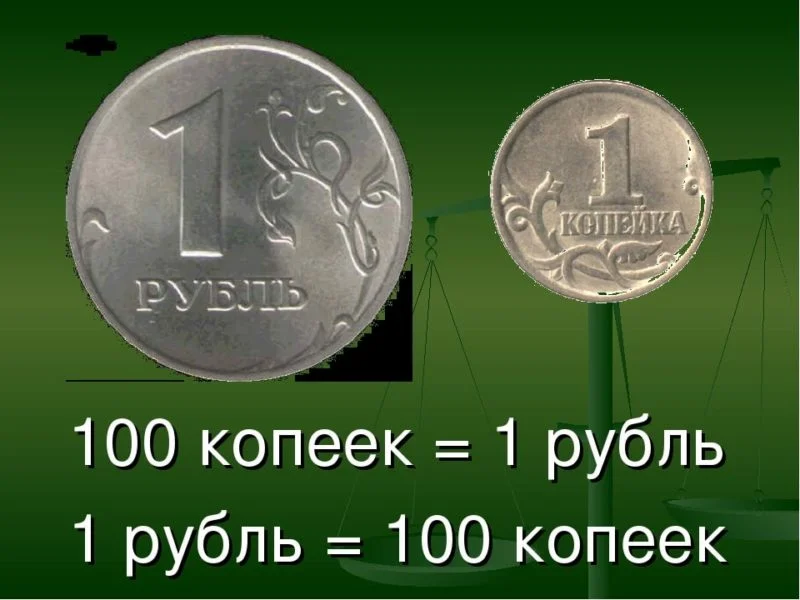 1
РУБЛЬ
1
КОПЕЙКА
100 копеек = 1 рубль
1 рубль = 100 копеек